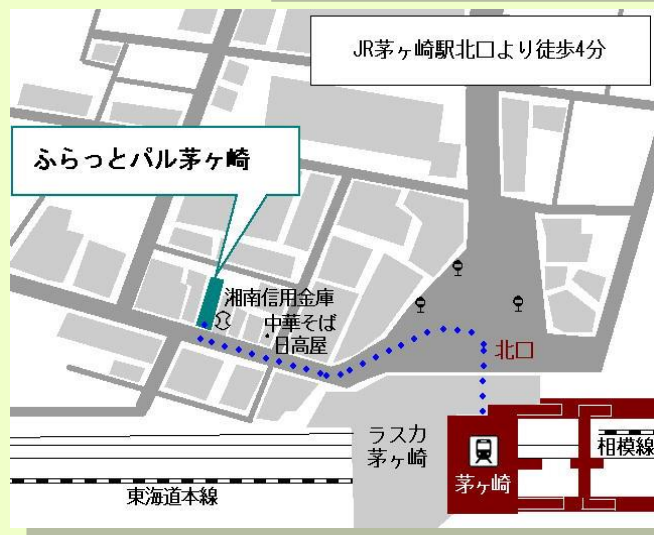 JR茅ヶ崎駅北口より徒歩4分
ふらっとパル茅ヶ崎
湘南信用金庫
中華そば
日高屋
北口
ラスカ
茅ヶ崎
茅ヶ崎
相模線
東海道本線